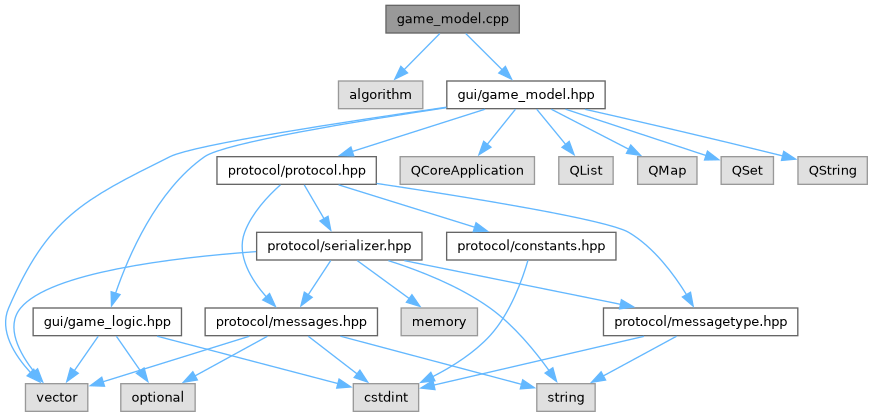 game_model.cpp
algorithm
gui/game_model.hpp
protocol/protocol.hpp
QCoreApplication
QList
QMap
QSet
QString
protocol/serializer.hpp
protocol/constants.hpp
gui/game_logic.hpp
protocol/messages.hpp
memory
protocol/messagetype.hpp
vector
optional
cstdint
string